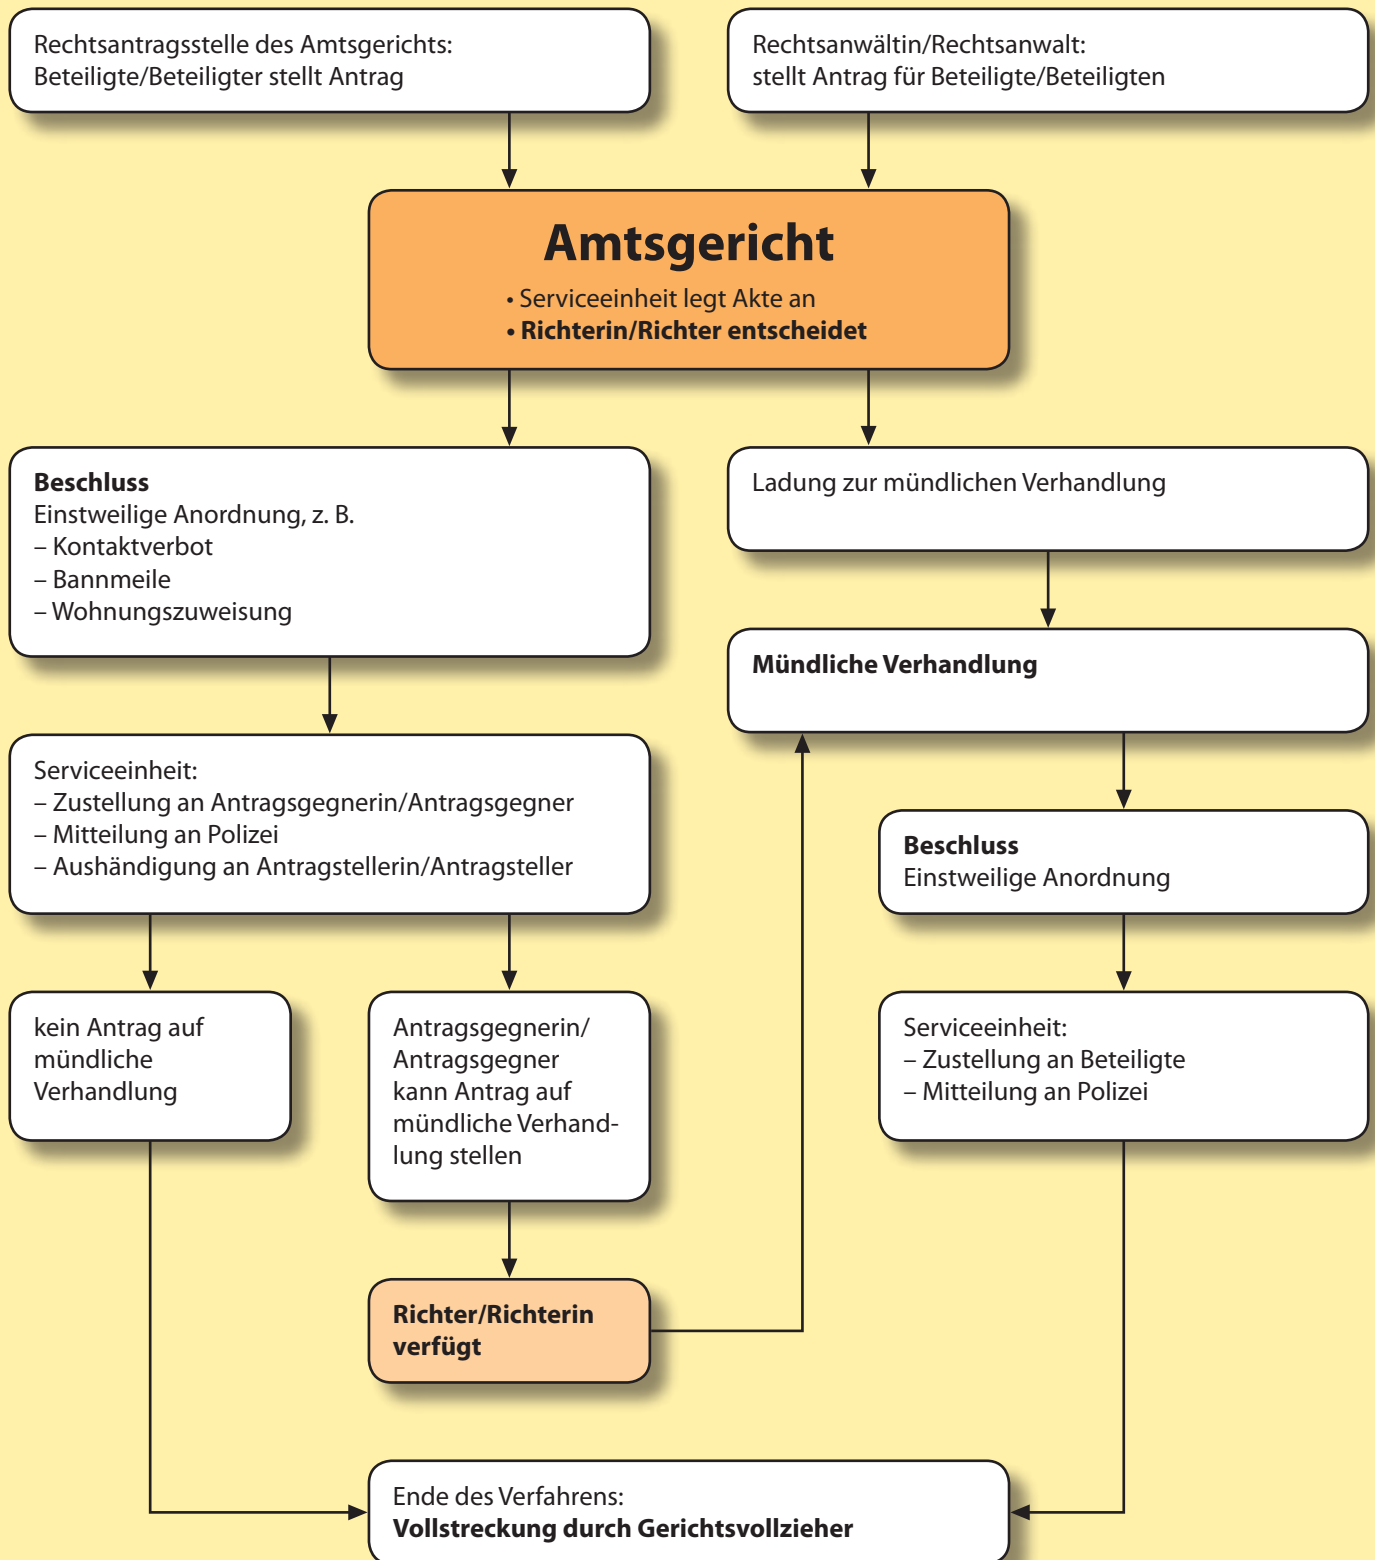 Rechtsantragsstelle des Amtsgerichts:
Beteiligte/Beteiligter stellt Antrag
Rechtsanwältin/Rechtsanwalt:
stellt Antrag für Beteiligte/Beteiligten
Amtsgericht
• Serviceeinheit legt Akte an
• Richterin/Richter entscheidet
Beschluss
Einstweilige Anordnung, z. B.
– Kontaktverbot
– Bannmeile
– Wohnungszuweisung
Ladung zur mündlichen Verhandlung
Mündliche Verhandlung
Serviceeinheit:
– Zustellung an Antragsgegnerin/Antragsgegner
– Mitteilung an Polizei
– Aushändigung an Antragstellerin/Antragsteller
Beschluss
Einstweilige Anordnung
kein Antrag auf
mündliche
Verhandlung
Antragsgegnerin/
Antragsgegner
kann Antrag auf
mündliche Verhand-
lung stellen
Serviceeinheit:
– Zustellung an Beteiligte
– Mitteilung an Polizei
Richter/Richterin
verfügt
Ende des Verfahrens:
Vollstreckung durch Gerichtsvollzieher